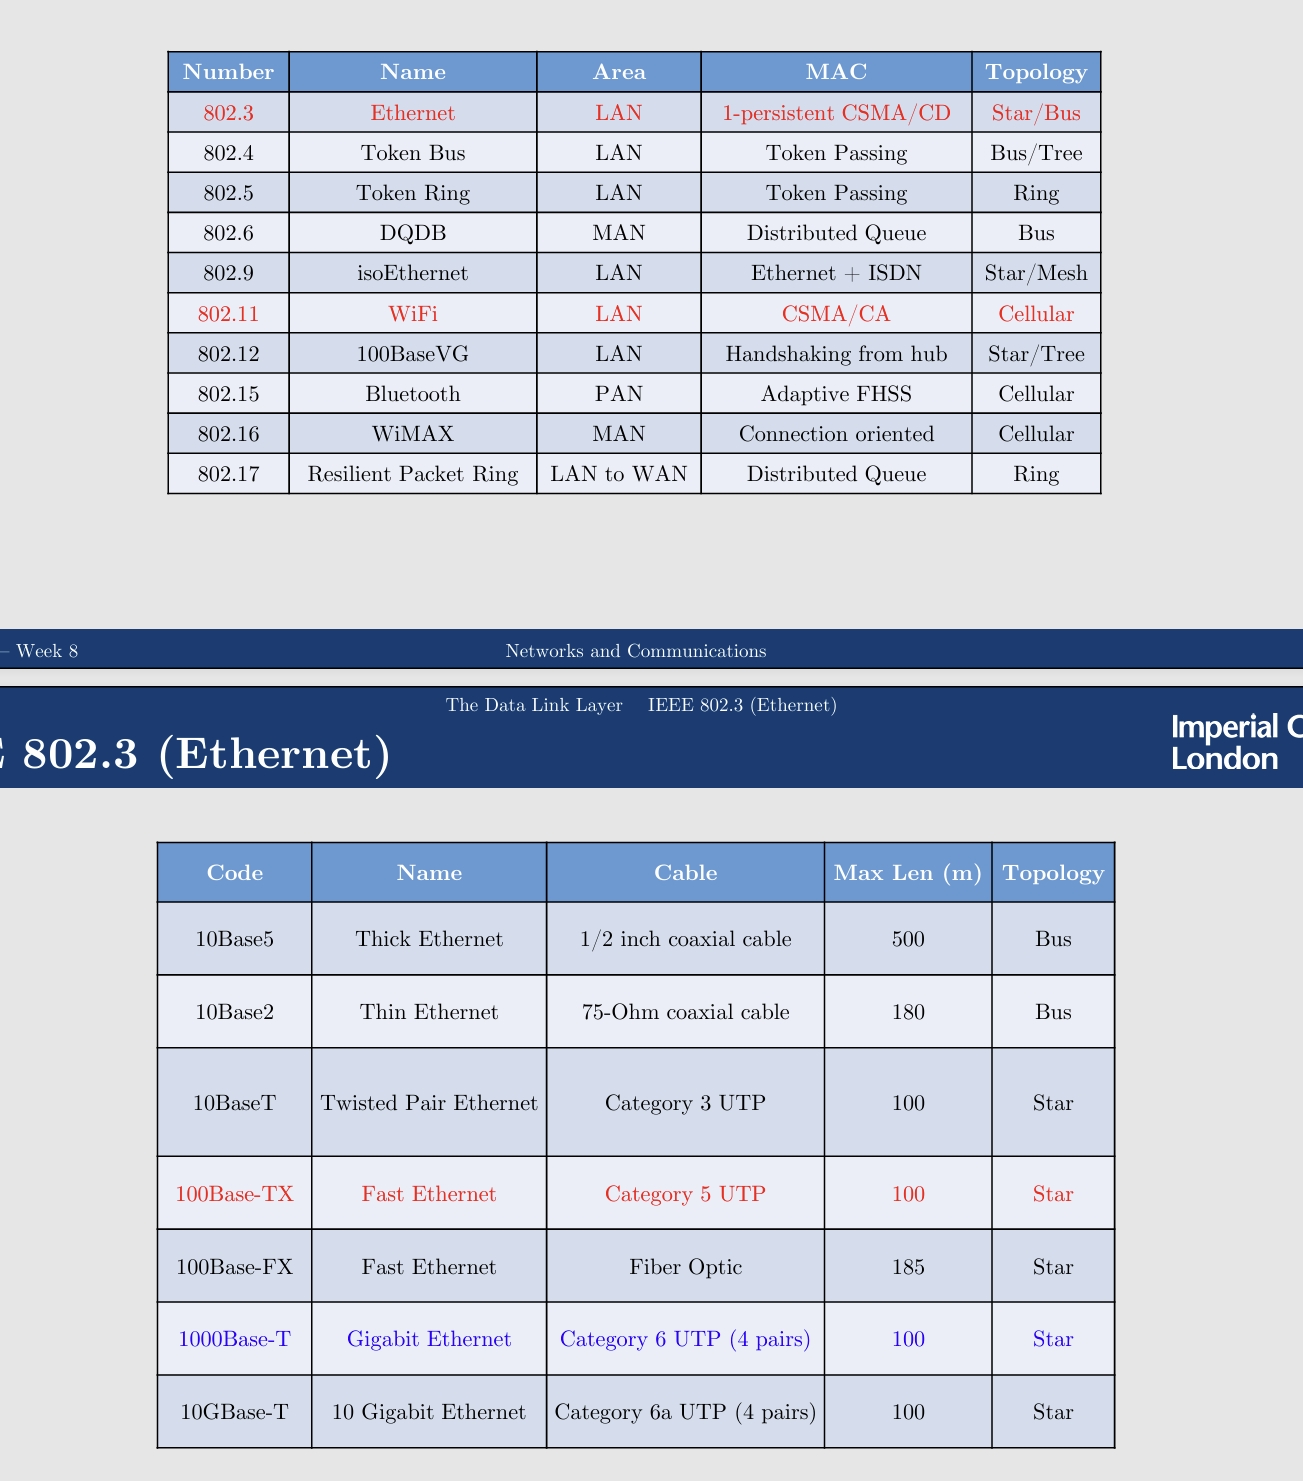 Number Name Area MAC Topology
802.3 Ethernet LAN 1-persistent CSMA/CD Star/Bus
802.4 Token Bus LAN Token Passing Bus/Tree
802.5 Token Ring LAN Token Passing Ring
802.6 DQDB MAN Distributed Queue Bus
802.9 isoEthernet LAN Ethernet + ISDN Star/Mesh
802.11 WiFi LAN CSMA/CA Cellular
802.12 100BaseVG LAN Handshaking from hub Star/Tree
802.15 Bluetooth PAN Adaptive FHSS Cellular
802.16 WiMAX MAN Connection oriented Cellular
802.17 Resilient Packet Ring LAN to WAN Distributed Queue Ring
– Week 8 Networks and Communications
The Data Link Layer IEEE 802.3 (Ethernet)
E 802.3 (Ethernet)
Imperial C
London
Code Name Cable Max Len (m) Topology
10Base5 Thick Ethernet 1/2 inch coaxial cable 500 Bus
10Base2 Thin Ethernet 75-Ohm coaxial cable 180 Bus
10BaseT Twisted Pair Ethernet Category 3 UTP 100 Star
100Base-TX Fast Ethernet Category 5 UTP 100 Star
100Base-FX Fast Ethernet Fiber Optic 185 Star
1000Base-T Gigabit Ethernet Category 6 UTP (4 pairs) 100 Star
10GBase-T 10 Gigabit Ethernet Category 6a UTP (4 pairs) 100 Star